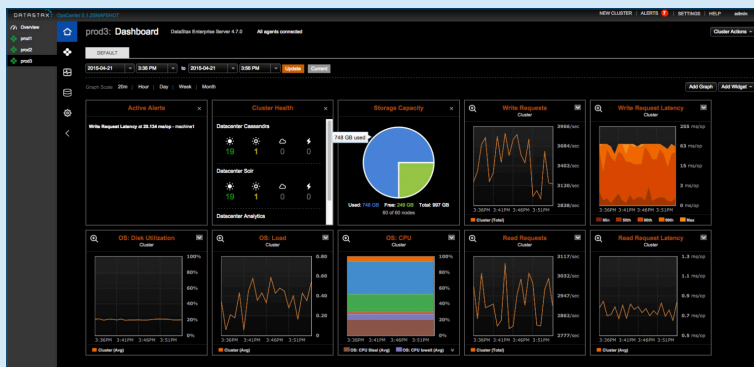 DATASTAX OpsCenter 5.1.2SNAPSHOT NEW CLUSTER | ALERTS 7 | SETTINGS | HELP admin
Overview
prod1
prod2
prod3
prod3: Dashboard DataStax Enterprise Server 4.7.0 All agents connected Cluster Actions
DEFAULT
2015-04-21 3:36 PM to 2015-04-21 3:56 PM Update Current
Graph Scale 20m | Hour | Day | Week | Month Add Graph Add Widget
Active Alerts
Write Request Latency at 28.134 ms/op - machine1
Cluster Health
Datacenter Cassandra
19 1 0 0
Datacenter Solr
19 1 0 0
Datacenter Analytics
Storage Capacity
748 GB used
Used: 748 GB Free: 249 GB Total: 997 GB
60 of 60 nodes
Write Requests
Cluster
3:36PM 3:41PM 3:46PM 3:51PM
Cluster (Total)
Write Request Latency
Cluster
255 ms/op
63 ms/op
15 ms/op
3 ms/op
0 ms/op
3:36PM 3:41PM 3:46PM 3:51PM
Min 50th 90th 99th Max
OS: Disk Utilization
Cluster
100%
80%
60%
40%
20%
0%
3:36PM 3:41PM 3:46PM 3:51PM
Cluster (Avg)
OS: Load
Cluster
0.80
0.60
0.40
0.20
0
3:36PM 3:41PM 3:46PM 3:51PM
Cluster (Avg)
OS: CPU
Cluster
100%
80%
60%
40%
20%
0%
3:36PM 3:41PM 3:46PM 3:51PM
OS: CPU Steal (Avg) OS: CPU Iowait (Avg)
Read Requests
Cluster
3117/sec
3032/sec
2947/sec
2862/sec
2777/sec
3:36PM 3:41PM 3:46PM 3:51PM
Cluster (Total)
Read Request Latency
Cluster
1.3 ms/op
1.1 ms/op
0.9 ms/op
0.7 ms/op
0.5 ms/op
3:36PM 3:41PM 3:46PM 3:51PM
Cluster (Avg)